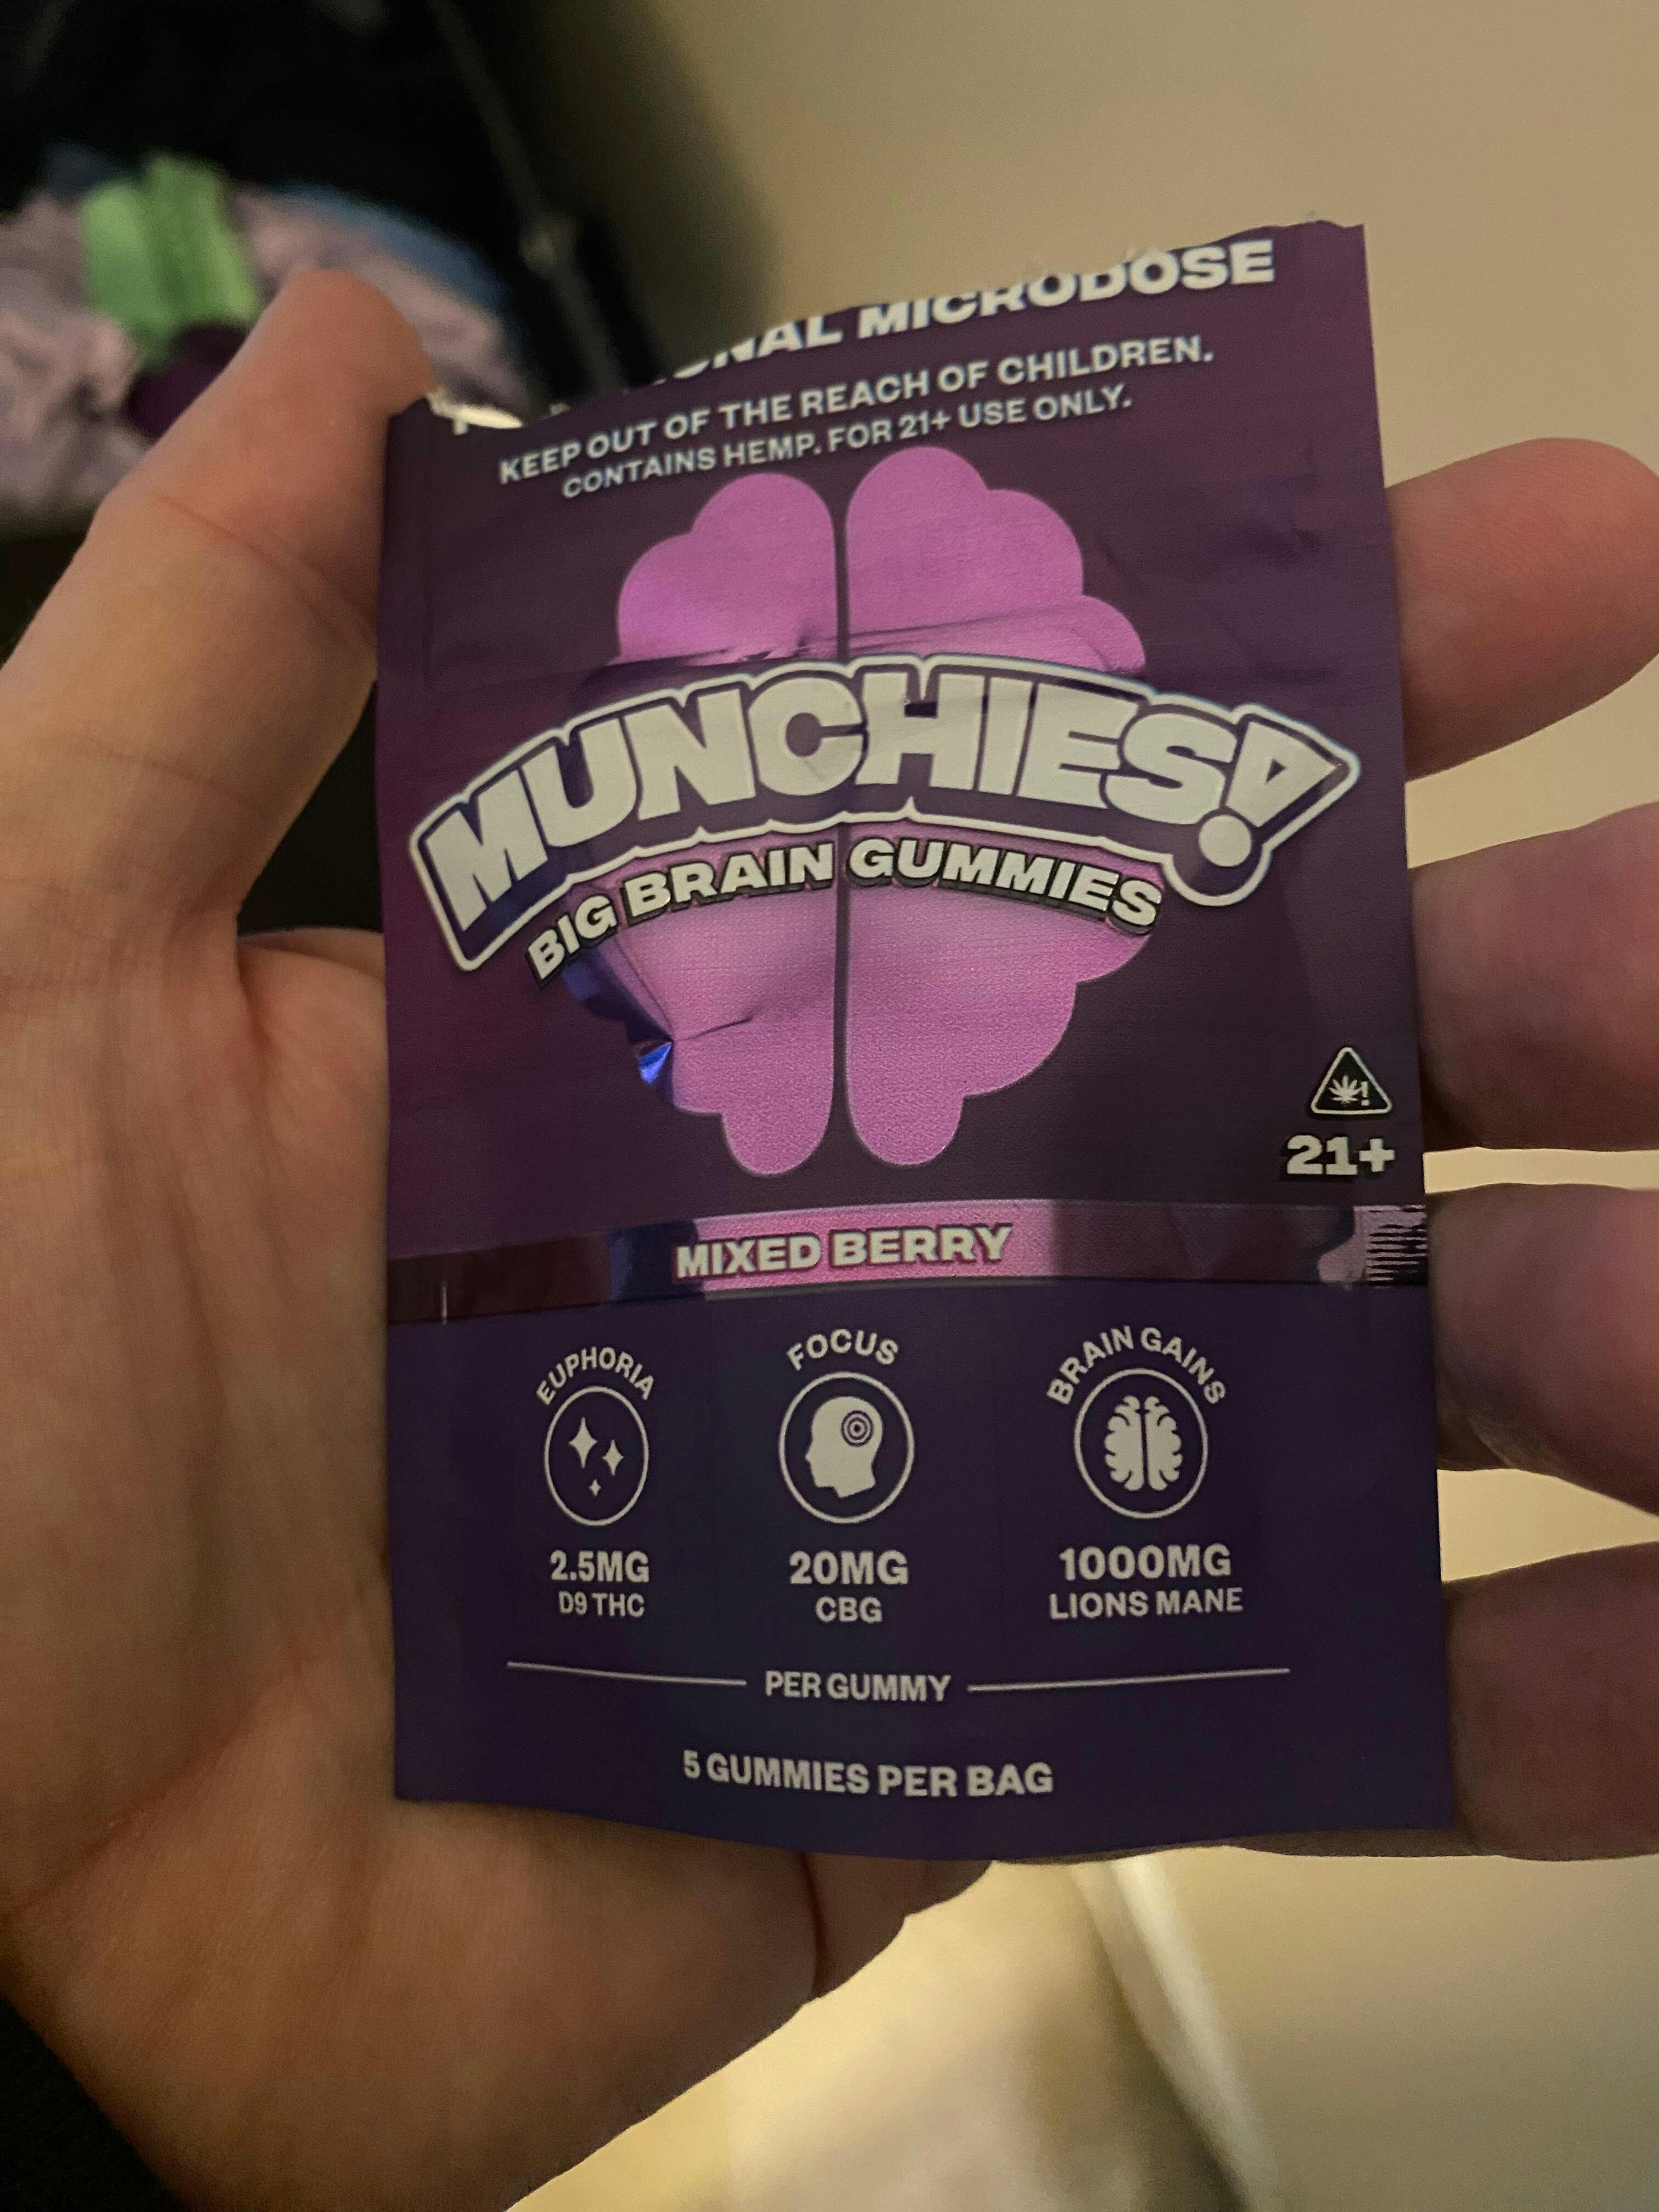 MICRODOSE
KEEP OUT OF THE REACH OF CHILDREN.
CONTAINS HEMP. FOR 21+ USE ONLY.
MUNCHIES!
BIG BRAIN GUMMIES
21+
MIXED BERRY
EUPHORIA
2.5MG
D9 THC
FOCUS
20MG
CBG
BRAIN GAINS
1000MG
LIONS MANE
PER GUMMY
5 GUMMIES PER BAG